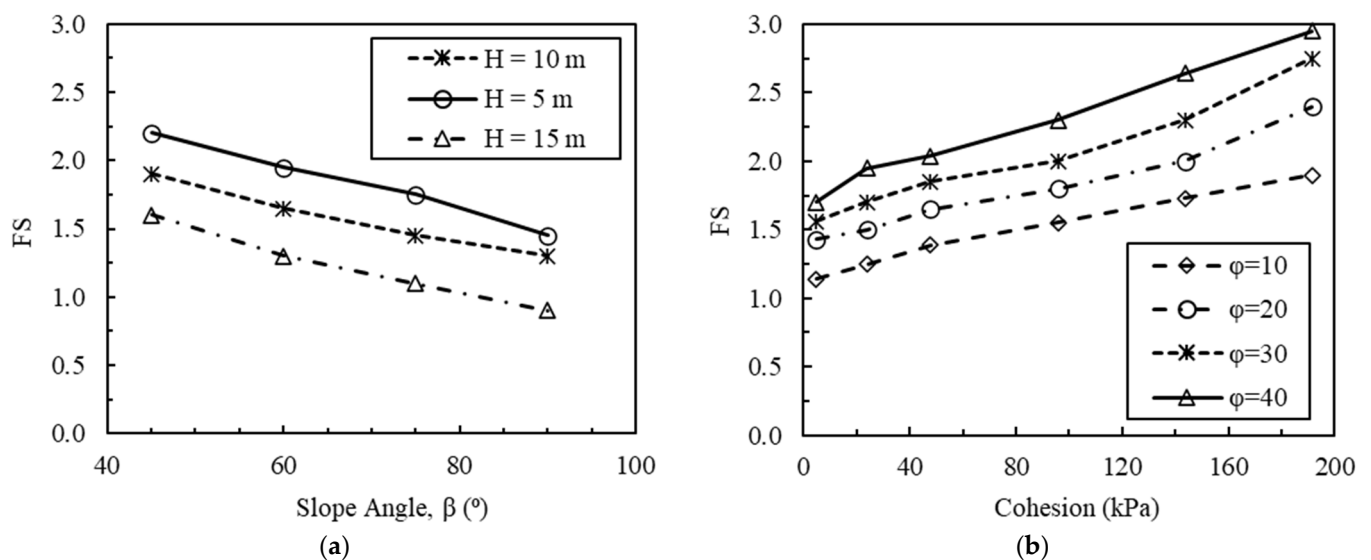 3.0
2.5
2.0
1.5
1.0
0.5
0.0
FS
H = 10 m
H = 5 m
H = 15 m
40 60 80 100
Slope Angle, β (º)
(a)
3.0
2.5
2.0
1.5
1.0
0.5
0.0
FS
φ=10
φ=20
φ=30
φ=40
0 40 80 120 160 200
Cohesion (kPa)
(b)